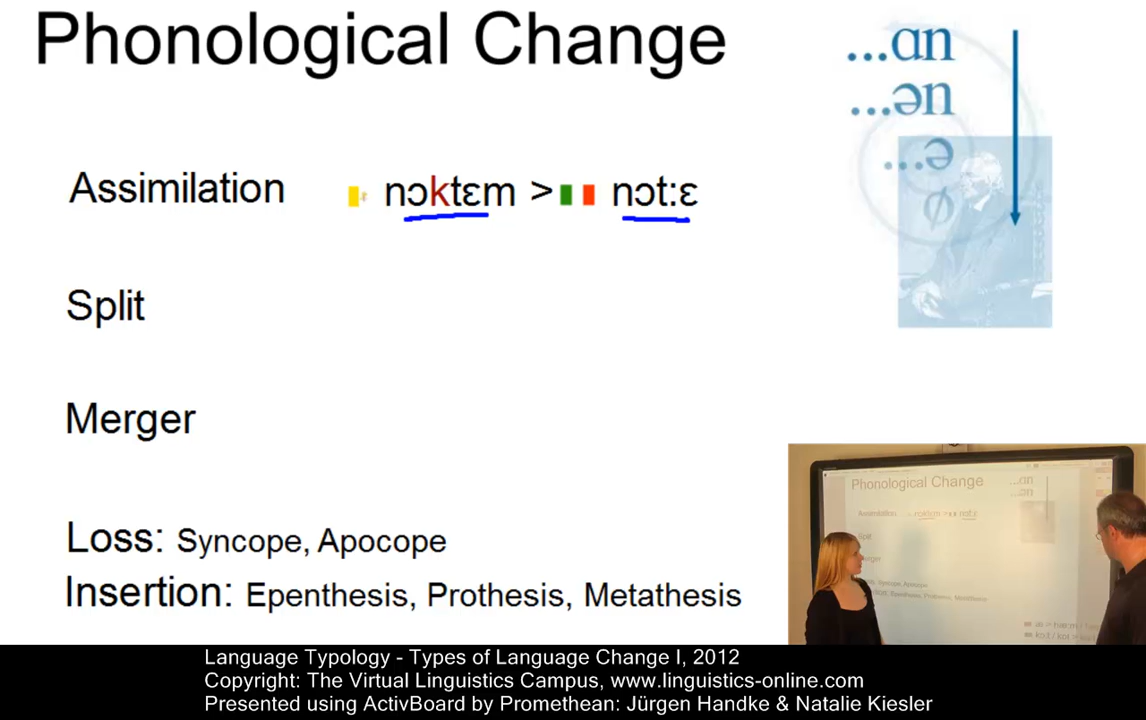 Phonological Change
...ɑn
...ən
...ə
ø
Assimilation nɔktɛm > nɔt:ɛ
Split
Merger
Loss: Syncope, Apocope
Insertion: Epenthesis, Prothesis, Metathesis
Phonological Change
Language Typology - Types of Language Change I, 2012
Copyright: The Virtual Linguistics Campus, www.linguistics-online.com
Presented using ActivBoard by Promethean: Jürgen Handke & Natalie Kiesler